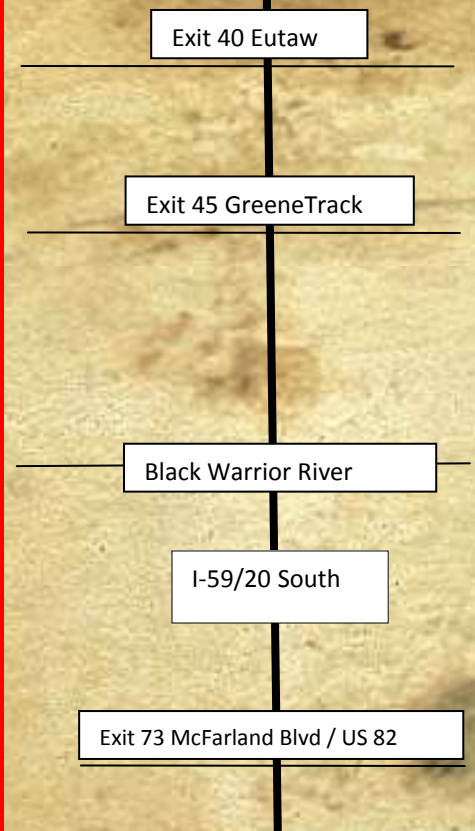 Exit 40 Eutaw
Exit 45 GreeneTrack
Black Warrior River
I-59/20 South
Exit 73 McFarland Blvd / US 82